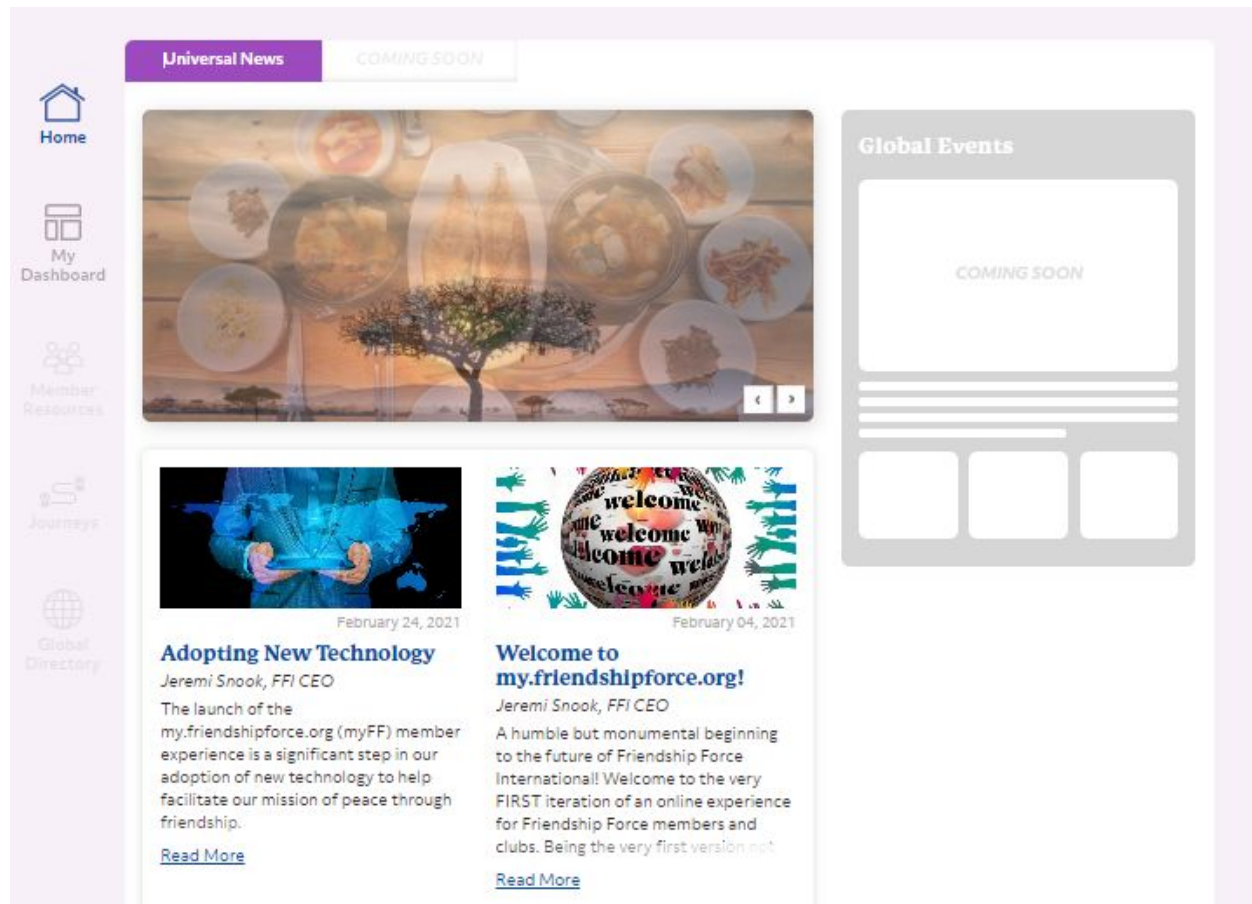 Universal News
COMING SOON
Home
My
Dashboard
Member
Resources
Journeys
Global
Directory
Global Events
COMING SOON
welcome
welcome
February 24, 2021
Adopting New Technology
Jeremi Snook, FFI CEO
The launch of the
my.friendshipforce.org (myFF) member
experience is a significant step in our
adoption of new technology to help
facilitate our mission of peace through
friendship.
Read More
February 04, 2021
Welcome to
my.friendshipforce.org!
Jeremi Snook, FFI CEO
A humble but monumental beginning
to the future of Friendship Force
International! Welcome to the very
FIRST iteration of an online experience
for Friendship Force members and
clubs. Being the very first version not
Read More